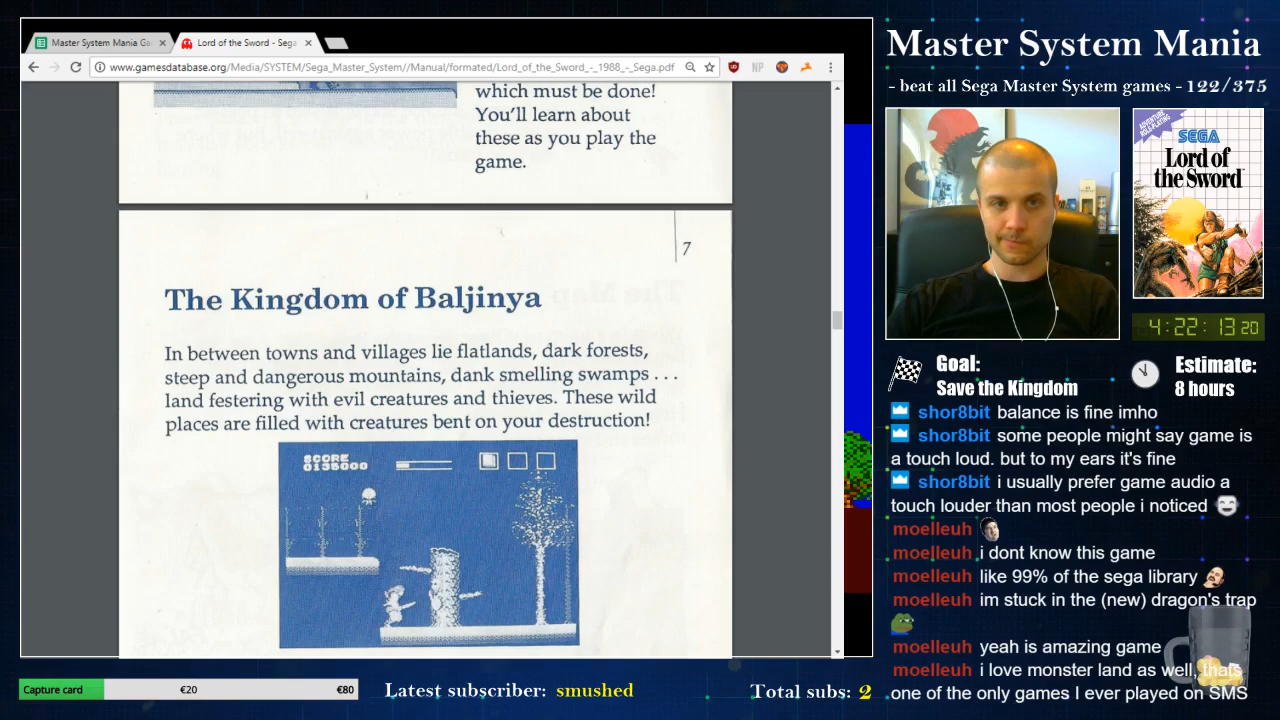 Master System Mania Ga
Lord of the Sword - Sega
www.gamesdatabase.org/Media/SYSTEM/Sega_Master_System//Manual/formated/Lord_of_the_Sword_-_1988_-_Sega.pdf
NP
which must be done!
You'll learn about
these as you play the
game.
7
The Kingdom of Baljinya
In between towns and villages lie flatlands, dark forests,
steep and dangerous mountains, dank smelling swamps . . .
land festering with evil creatures and thieves. These wild
places are filled with creatures bent on your destruction!
SCORE
0135000
Master System Mania
- beat all Sega Master System games - 122/375
SEGA
Lord of
the Sword
4:22:13 20
Goal:
Save the Kingdom
Estimate:
8 hours
shor8bit balance is fine imho
shor8bit some people might say game is
a touch loud. but to my ears it's fine
shor8bit i usually prefer game audio a
touch louder than most people i noticed
moelleuh
moelleuh i dont know this game
moelleuh like 99% of the sega library
moelleuh im stuck in the (new) dragon's trap
moelleuh yeah is amazing game
moelleuh i love monster land as well, thats
one of the only games I ever played on SMS
Capture card €20 €80
Latest subscriber: smushed
Total subs: 2